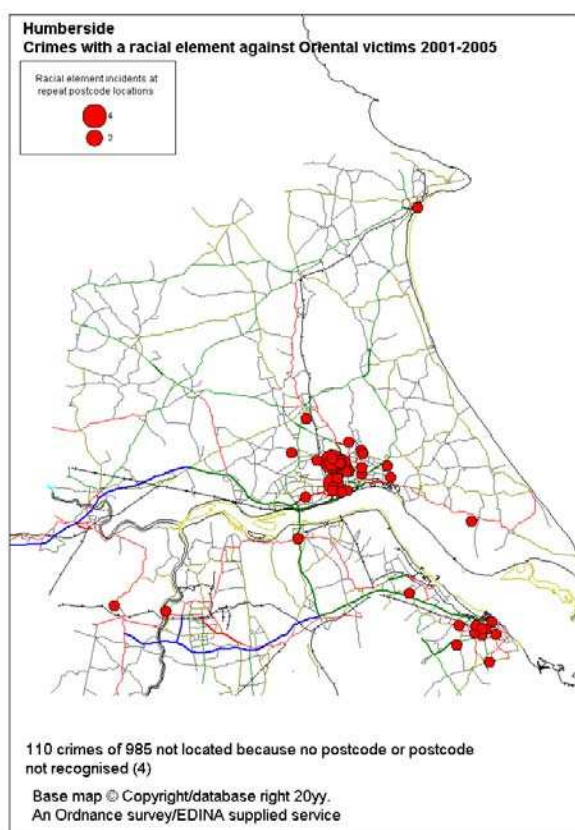 Humberside
Crimes with a racial element against Oriental victims 2001-2005
Racial element incidents at
repeat postcode locations
4
2
110 crimes of 985 not located because no postcode or postcode
not recognised (4)
Base map © Copyright/database right 20yy.
An Ordnance survey/EDINA supplied service